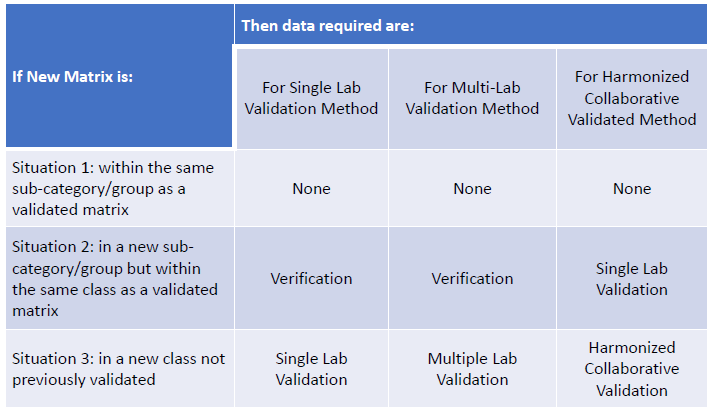 Then data required are:
If New Matrix is:
For Single Lab
Validation Method
For Multi-Lab
Validation Method
For Harmonized
Collaborative
Validated Method
Situation 1: within the same
sub-category/group as a
validated matrix
None
None
None
Situation 2: in a new sub-
category/group but within
the same class as a validated
matrix
Verification
Verification
Single Lab
Validation
Situation 3: in a new class not
previously validated
Single Lab
Validation
Multiple Lab
Validation
Harmonized
Collaborative
Validation